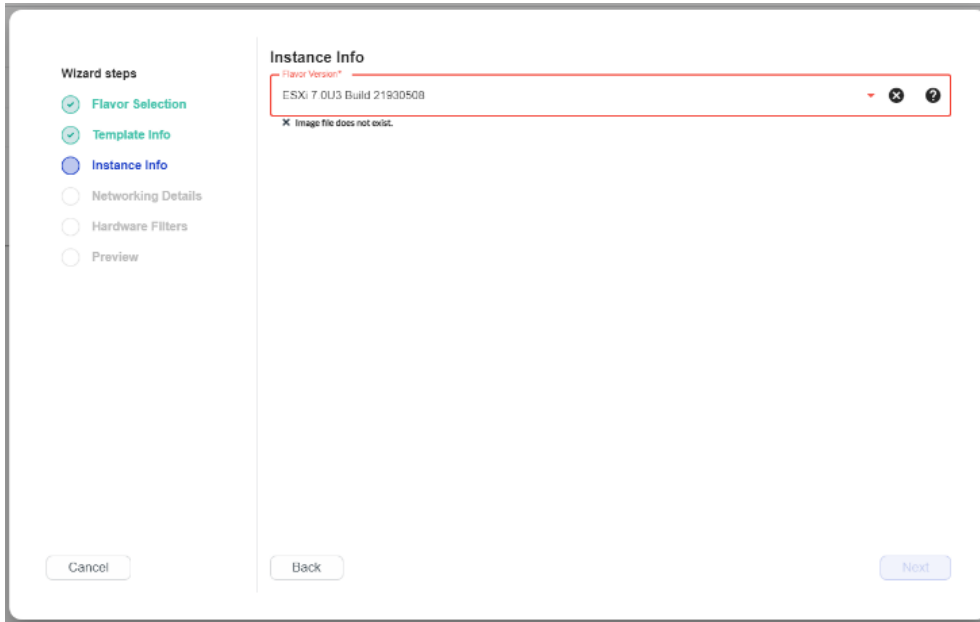 Wizard steps
Flavor Selection
Template Info
Instance Info
Networking Details
Hardware Filters
Preview
Cancel
Instance Info
Flavor Version*
ESXi 7.0U3 Build 21930508
Image file does not exist.
Back
Next